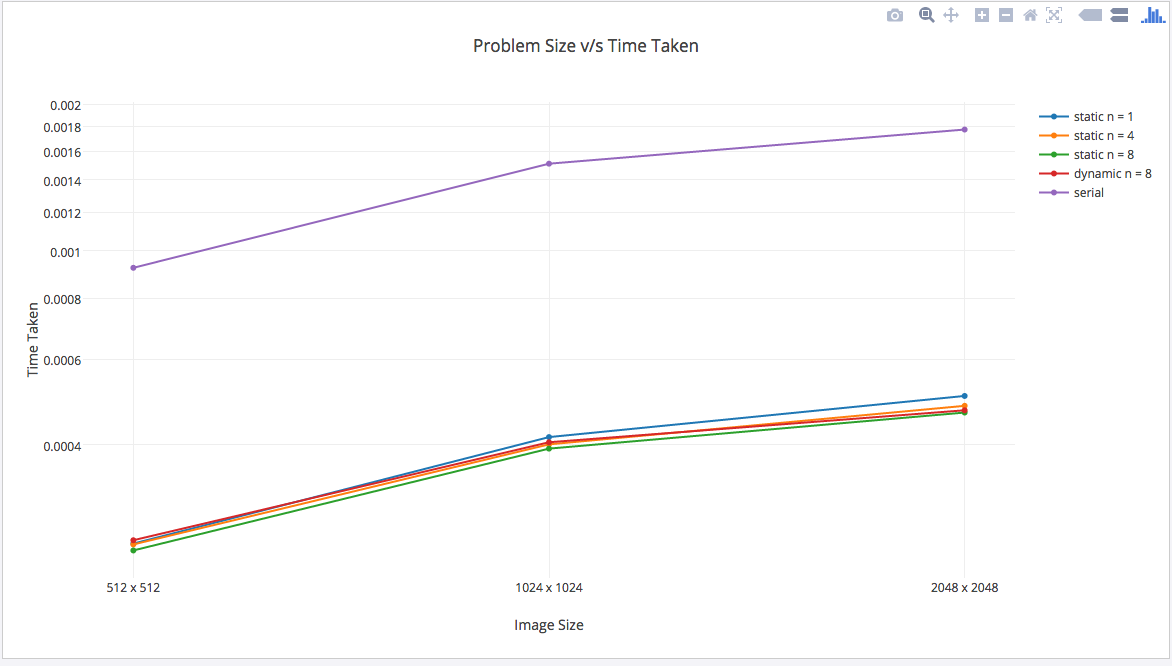 Problem Size v/s Time Taken
0.002
0.0018
0.0016
0.0014
0.0012
0.001
0.0008
0.0006
0.0004
Time Taken
512 x 512
1024 x 1024
2048 x 2048
Image Size
static n = 1
static n = 4
static n = 8
dynamic n = 8
serial